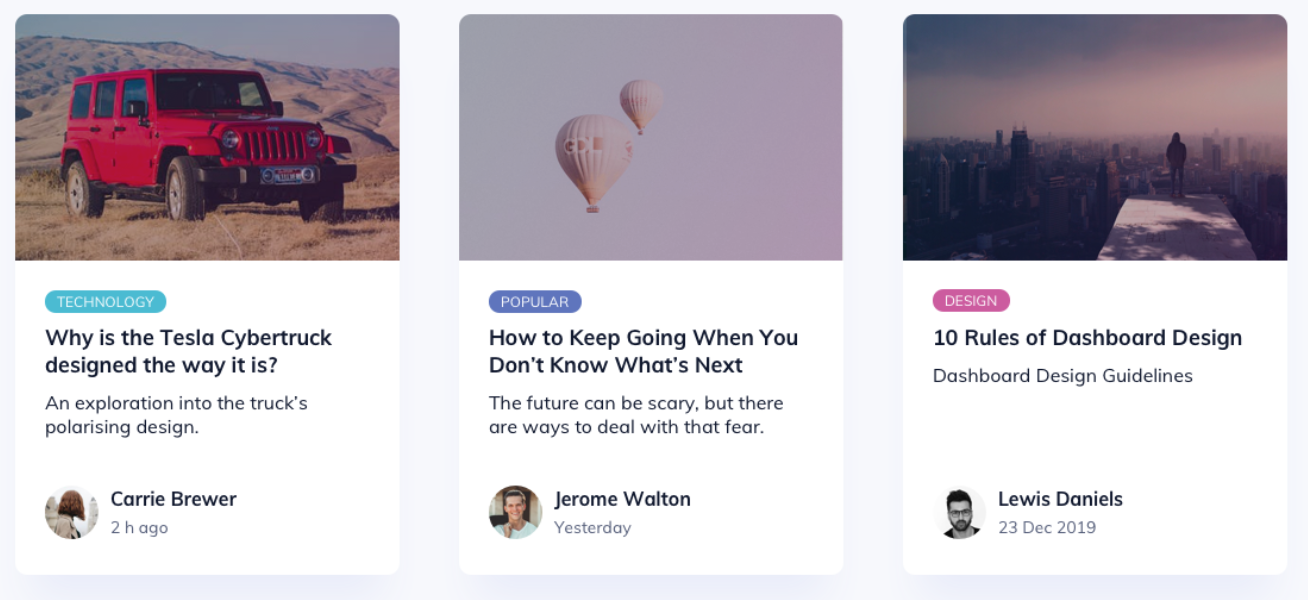 TECHNOLOGY
Why is the Tesla Cybertruck
designed the way it is?
An exploration into the truck’s
polarising design.
Carrie Brewer
2 h ago
POPULAR
How to Keep Going When You
Don’t Know What’s Next
The future can be scary, but there
are ways to deal with that fear.
Jerome Walton
Yesterday
DESIGN
10 Rules of Dashboard Design
Dashboard Design Guidelines
Lewis Daniels
23 Dec 2019